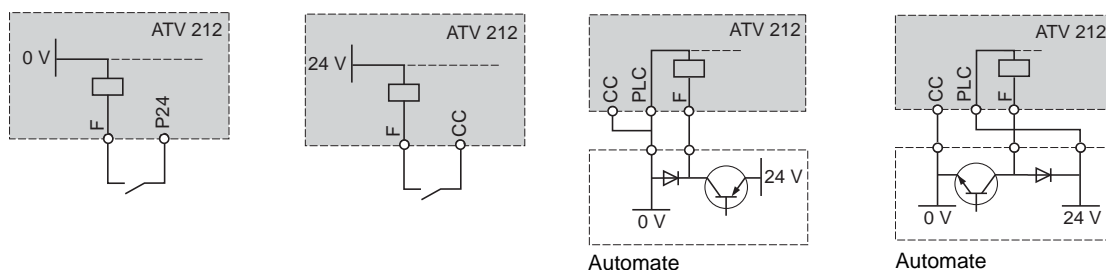 ATV 212
0 V
F
P24
ATV 212
24 V
F
CC
ATV 212
CC
PLC
F
24 V
0 V
Automate
ATV 212
CC
PLC
F
0 V
24 V
Automate